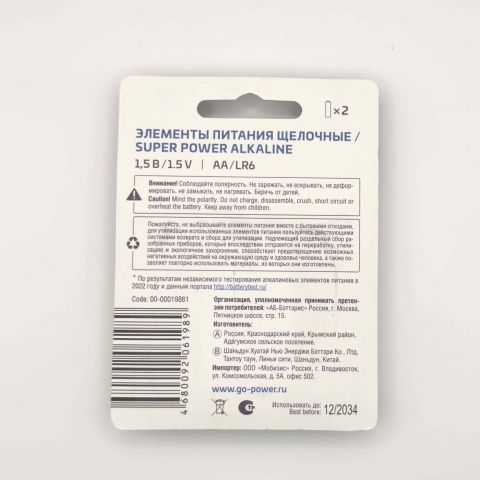 ×2
ЭЛЕМЕНТЫ ПИТАНИЯ ЩЕЛОЧНЫЕ /
SUPER POWER ALKALINE
1,5 В/1.5 V | AA/LR6
Внимание! Соблюдайте полярность. Не заряжать, не вскрывать, не дефор-
мировать, не замыкать, не нагревать. Беречь от детей.
Caution! Mind the polarity. Do not charge, disassemble, crush, short circuit or
overheat the battery. Keep away from children.
Пожалуйста, не выбрасывайте элементы питания вместе с бытовыми отходами,
для утилизации использованных элементов питания пользуйтесь действующими
системами возврата и сбора для утилизации. Надлежащий раздельный сбор ра-
зобранных приборов, которые впоследствии отправятся на переработку, утили-
зацию и экологичное захоронение, способствует предотвращению возможных
негативных воздействий на окружающую среду и здоровье человека, а также по-
зволяет повторно использовать материалы, из которых они изготовлены.
* По результатам независимого тестирования алкалиновых элементов питания в
2022 году и данным портала http://batterytest.ru/
Code: 00-00019861
4680092061989
Организация, уполномоченная принимать претен-
зии потребителей: «АБ-Бэттэрис» Россия, г. Москва,
Пятницкое шоссе, стр. 15.
Изготовитель:
A Россия, Краснодарский край, Крымский район,
Адагумское сельское поселение.
B Шаньдун Хуатай Нью Энерджи Бэттэри Ко., Лтд,
Тантоу таун, Линьи сити, Шаньдун, Китай.
Импортер: ООО «Мобизис» Россия, г. Владивосток,
ул. Комсомольская, д. 5А, офис 502.
www.go-power.ru
Использовать до:
Best before: 12/2034